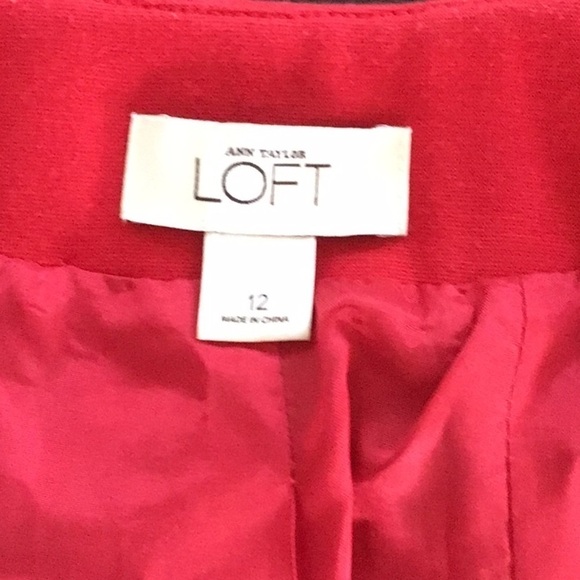 ANN TAYLOR
LOFT
12
MADE IN CHINA